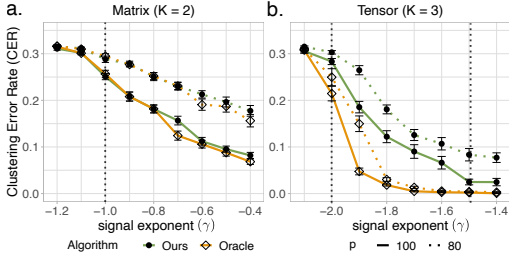 a. Matrix (K = 2)
b. Tensor (K = 3)
Clustering Error Rate (CER)
0.3
0.2
0.1
0.0
−1.2 −1.0 −0.8 −0.6 −0.4
signal exponent (γ)
0.3
0.2
0.1
0.0
−2.0 −1.8 −1.6 −1.4
signal exponent (γ)
Algorithm Ours Oracle p 100 80